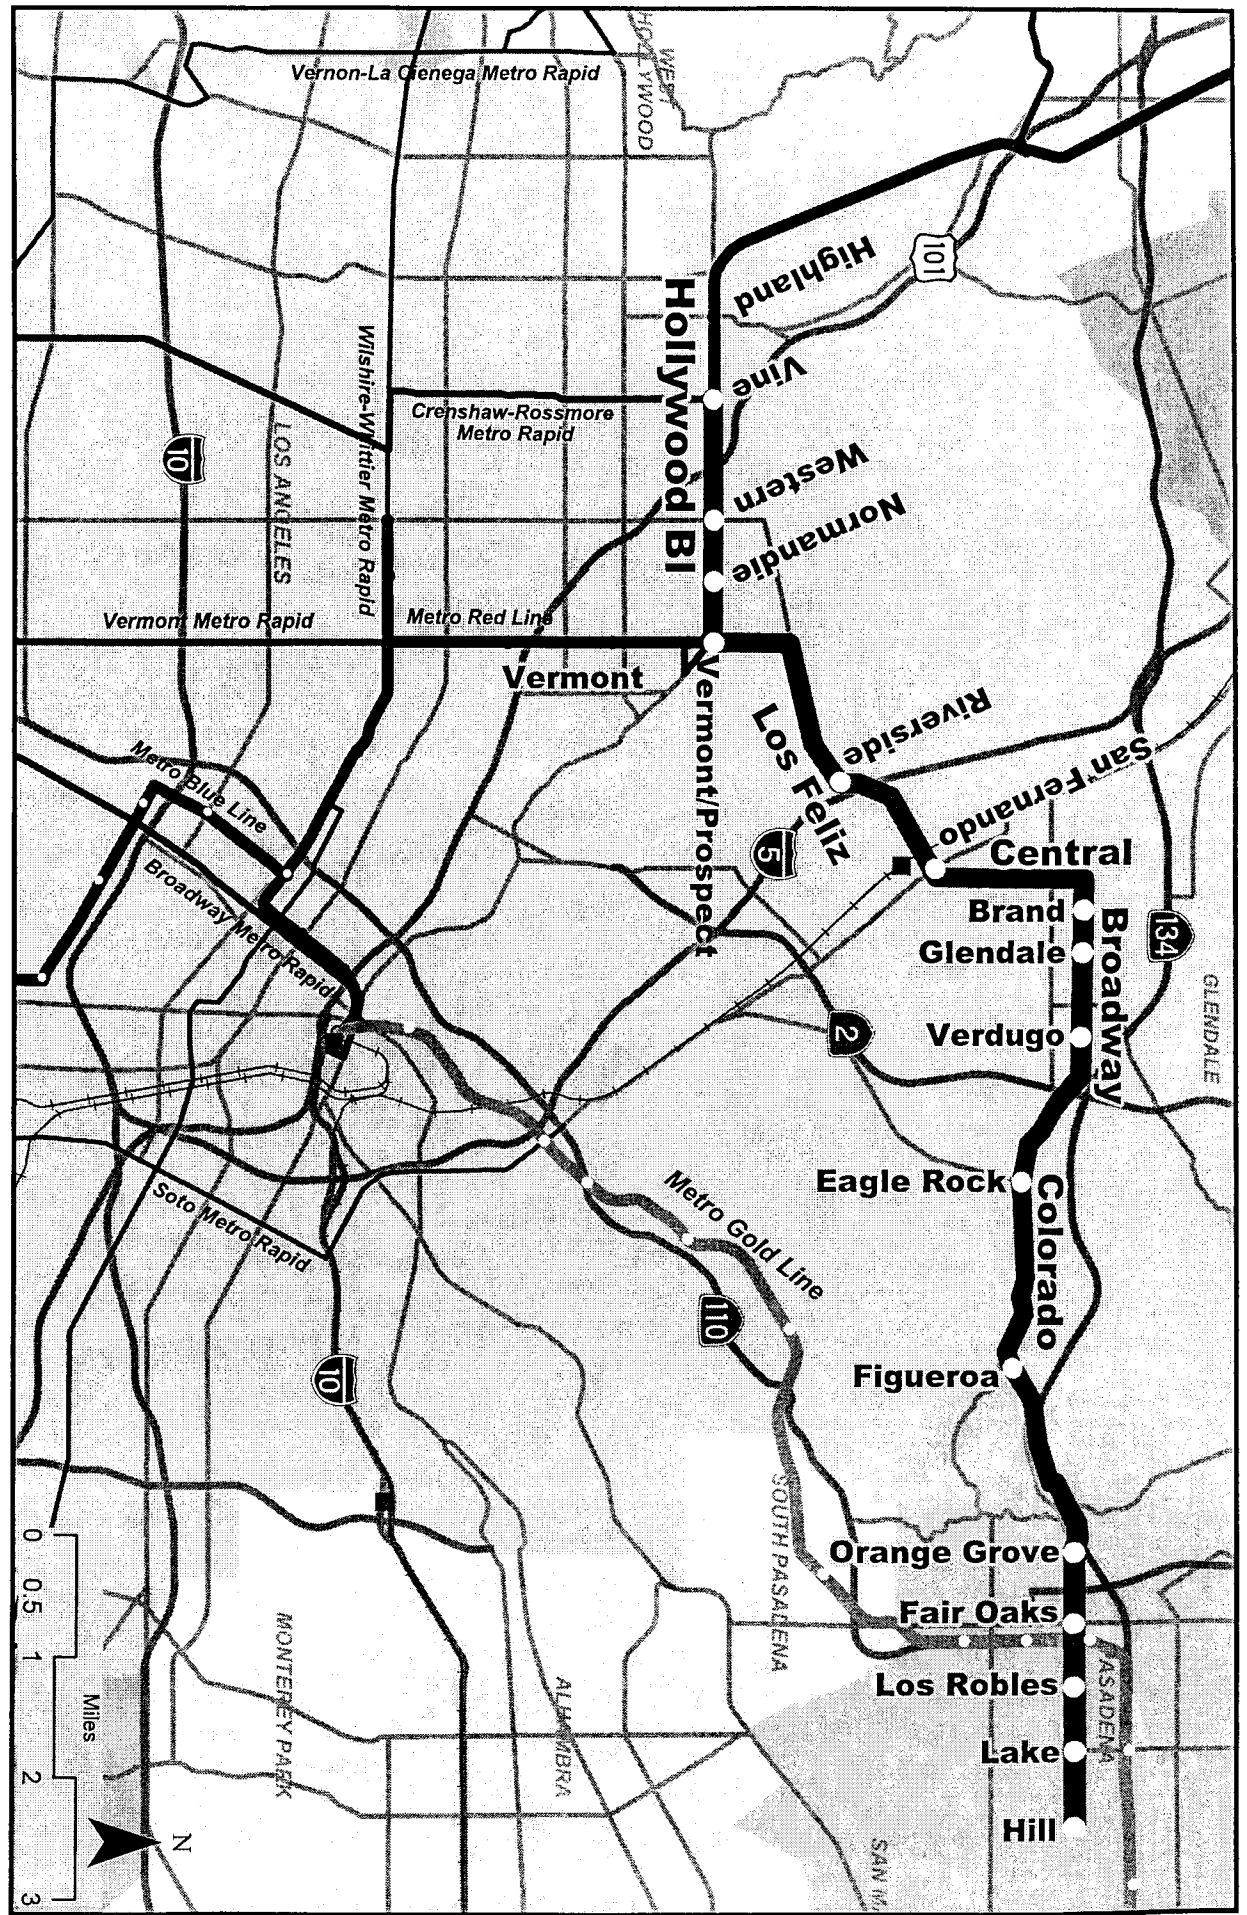 Vernon-La Cienega Metro Rapid
WEST
HOLLYWOOD
101
Highland
Hollywood Bl
Vine
Wilshire-Whittier Metro Rapid
Crenshaw-Rossmore
Metro Rapid
10
LOS ANGELES
Western
Normandie
Vermont Metro Rapid
Metro Red Line
Vermont
Vermont/Prospect
Los Feliz
Riverside
San Fernando
Metro Blue Line
Broadway Metro Rapid
5
Central
Brand
Broadway
134
Glendale
GLENDALE
Verdugo
2
Eagle Rock
Colorado
Metro Gold Line
Soto Metro Rapid
110
10
Figueroa
SOUTH PASADENA
Orange Grove
Fair Oaks
PASADENA
Los Robles
Lake
Hill
MONTEREY PARK
ALHAMBRA
0 0.5 1 2 3
Miles
N